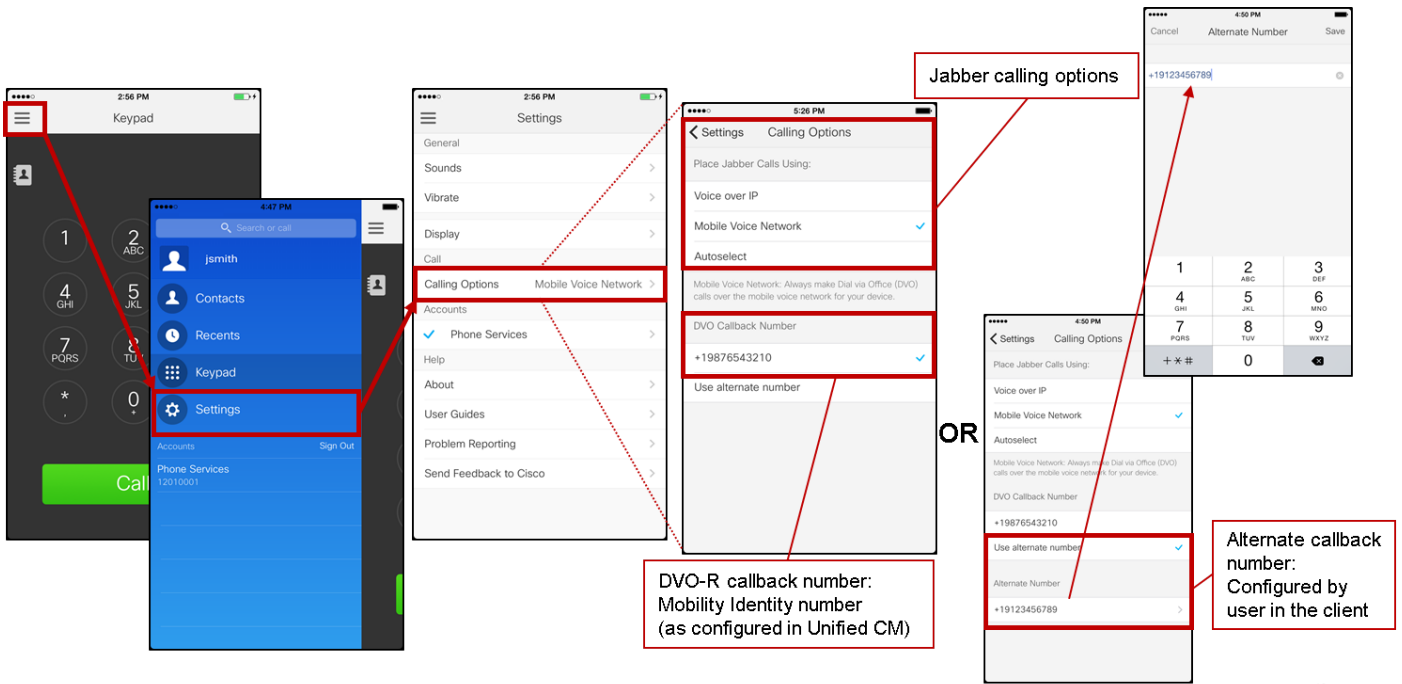 2:56 PM
Keypad
1
2
ABC
4
GHI
5
JKL
7
PQRS
8
TUV
*
,
0
+
Call
4:47 PM
Search or call
jsmith
Contacts
Recents
Keypad
Settings
Accounts Sign Out
Phone Services
12010001
2:56 PM
Settings
General
Sounds
Vibrate
Display
Call
Calling Options Mobile Voice Network
Accounts
Phone Services
Help
About
User Guides
Problem Reporting
Send Feedback to Cisco
5:26 PM
Settings Calling Options
Place Jabber Calls Using:
Voice over IP
Mobile Voice Network
Autoselect
Mobile Voice Network: Always make Dial via Office (DVO)
calls over the mobile voice network for your device.
DVO Callback Number
+19876543210
Use alternate number
Jabber calling options
DVO-R callback number:
Mobility Identity number
(as configured in Unified CM)
OR
4:50 PM
Settings Calling Options
Place Jabber Calls Using:
Voice over IP
Mobile Voice Network
Autoselect
Mobile Voice Network: Always make Dial via Office (DVO)
calls over the mobile voice network for your device.
DVO Callback Number
+19876543210
Use alternate number
Alternate Number
+19123456789
Alternate callback
number:
Configured by
user in the client
4:50 PM
Cancel Alternate Number Save
+19123456789
1 2 3
ABC DEF
4 5 6
GHI JKL MNO
7 8 9
PQRS TUV WXYZ
+*# 0